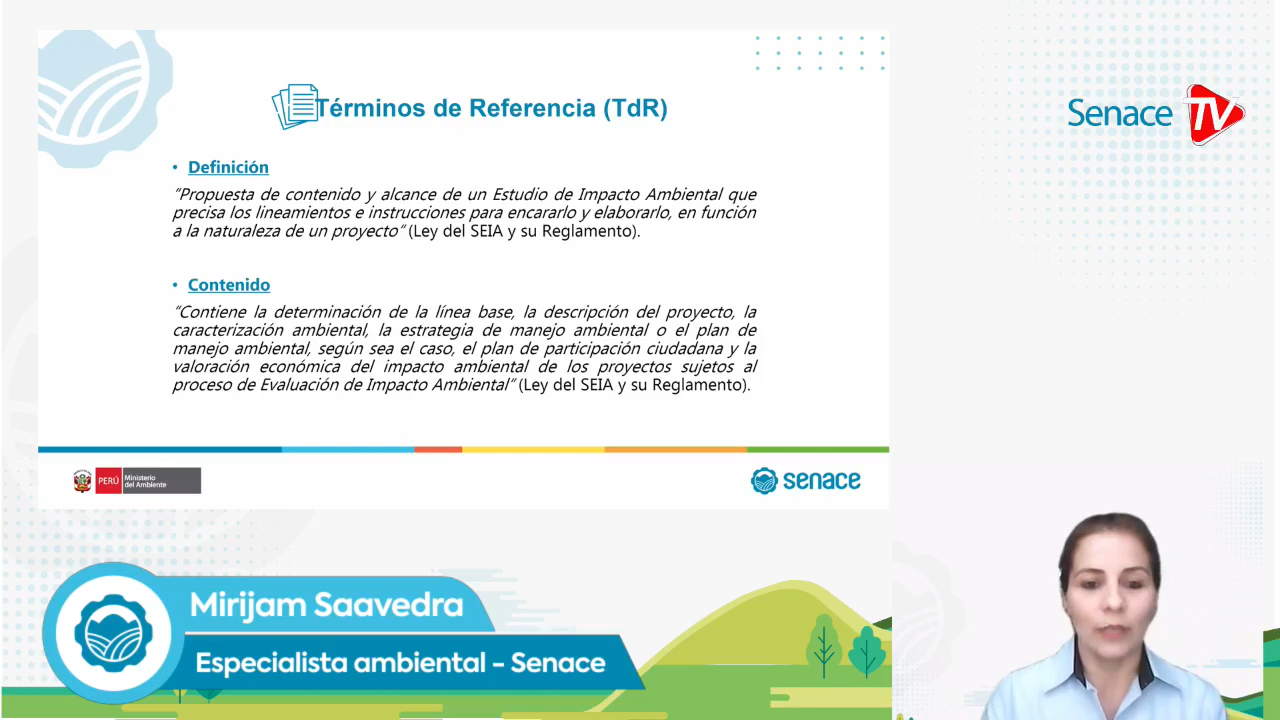 Términos de Referencia (TdR)
Senace TV
• Definición
“Propuesta de contenido y alcance de un Estudio de Impacto Ambiental que
precisa los lineamientos e instrucciones para encararlo y elaborarlo, en función
a la naturaleza de un proyecto” (Ley del SEIA y su Reglamento).
• Contenido
“Contiene la determinación de la línea base, la descripción del proyecto, la
caracterización ambiental, la estrategia de manejo ambiental o el plan de
manejo ambiental, según sea el caso, el plan de participación ciudadana y la
valoración económica del impacto ambiental de los proyectos sujetos al
proceso de Evaluación de Impacto Ambiental” (Ley del SEIA y su Reglamento).
PERÚ
Ministerio
del Ambiente
senace
Mirijam Saavedra
Especialista ambiental - Senace